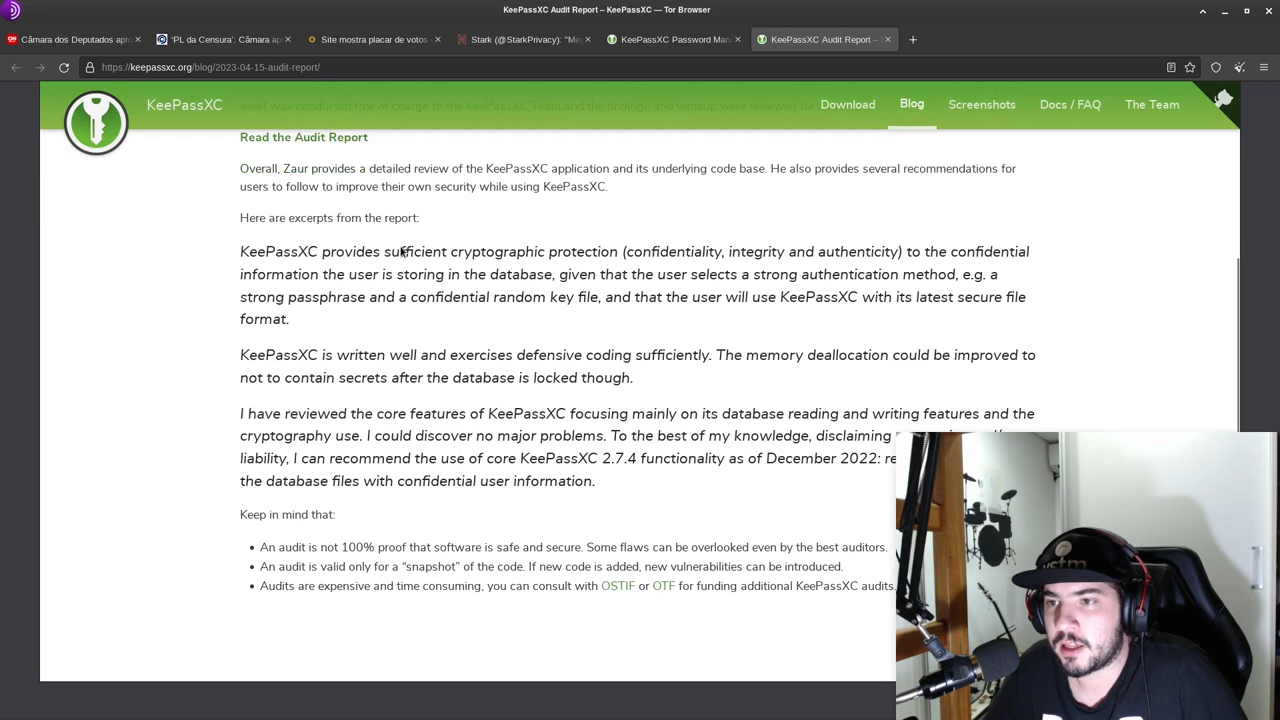 KeePassXC Audit Report – KeePassXC — Tor Browser
Câmara dos Deputados apr
'PL da Censura': Câmara ap
Site mostra placar de votos
Stark (@StarkPrivacy): "Me
KeePassXC Password Man
KeePassXC Audit Report –
https://keepassxc.org/blog/2023-04-15-audit-report/
KeePassXC
Download
Blog
Screenshots
Docs / FAQ
The Team
audit was conducted free of charge to the KeePassXC Team and the findings and writeup were reviewed for
Read the Audit Report
Overall, Zaur provides a detailed review of the KeePassXC application and its underlying code base. He also provides several recommendations for
users to follow to improve their own security while using KeePassXC.
Here are excerpts from the report:
KeePassXC provides sufficient cryptographic protection (confidentiality, integrity and authenticity) to the confidential
information the user is storing in the database, given that the user selects a strong authentication method, e.g. a
strong passphrase and a confidential random key file, and that the user will use KeePassXC with its latest secure file
format.
KeePassXC is written well and exercises defensive coding sufficiently. The memory deallocation could be improved to
not to contain secrets after the database is locked though.
I have reviewed the core features of KeePassXC focusing mainly on its database reading and writing features and the
cryptography use. I could discover no major problems. To the best of my knowledge, disclaiming
liability, I can recommend the use of core KeePassXC 2.7.4 functionality as of December 2022: re
the database files with confidential user information.
Keep in mind that:
• An audit is not 100% proof that software is safe and secure. Some flaws can be overlooked even by the best auditors.
• An audit is valid only for a "snapshot" of the code. If new code is added, new vulnerabilities can be introduced.
• Audits are expensive and time consuming, you can consult with OSTIF or OTF for funding additional KeePassXC audits.